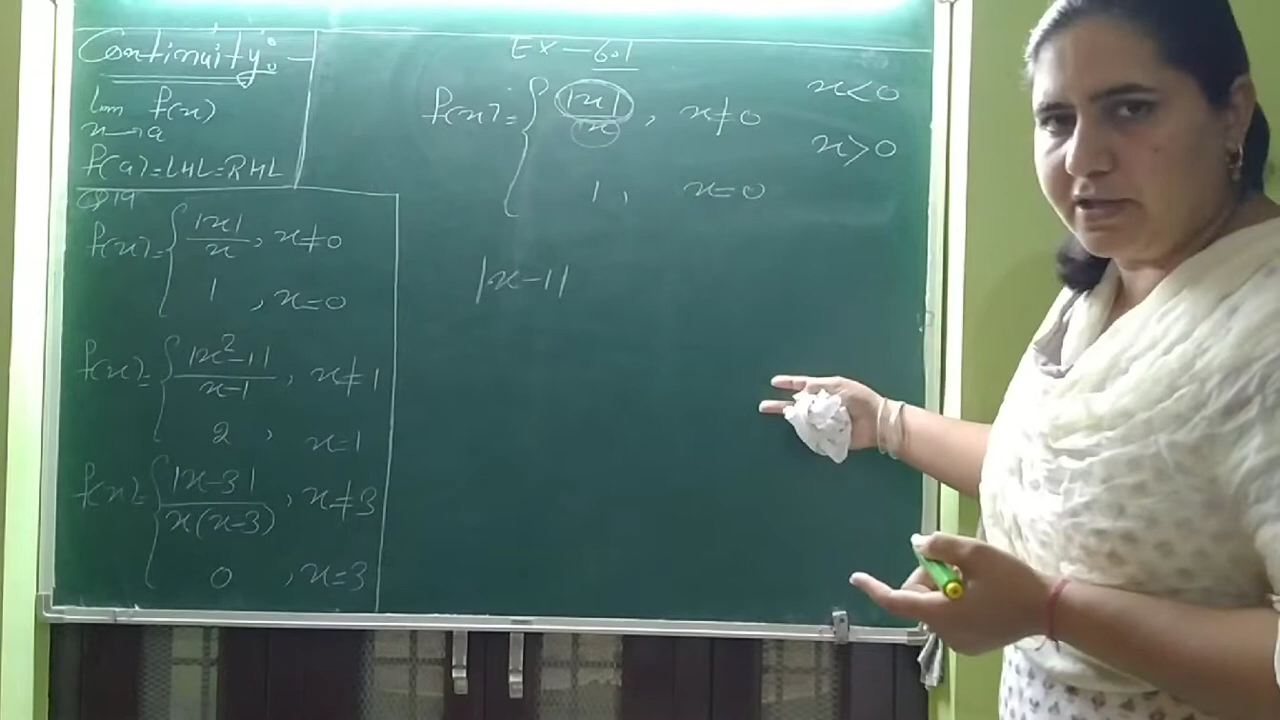 Continuity:-
lim f(x)
x→a
f(a)=LHL=RHL
Q19
f(x)={ |x|/x, x≠0
1, x=0
f(x)={ |x²-1|/x-1, x≠1
2, x=1
f(x)={ |x-3|/x(x-3), x≠3
0, x=3
EX-6.1
f(x)={ |x|/x, x≠0
1, x=0
x<0
x>0
|x-1|